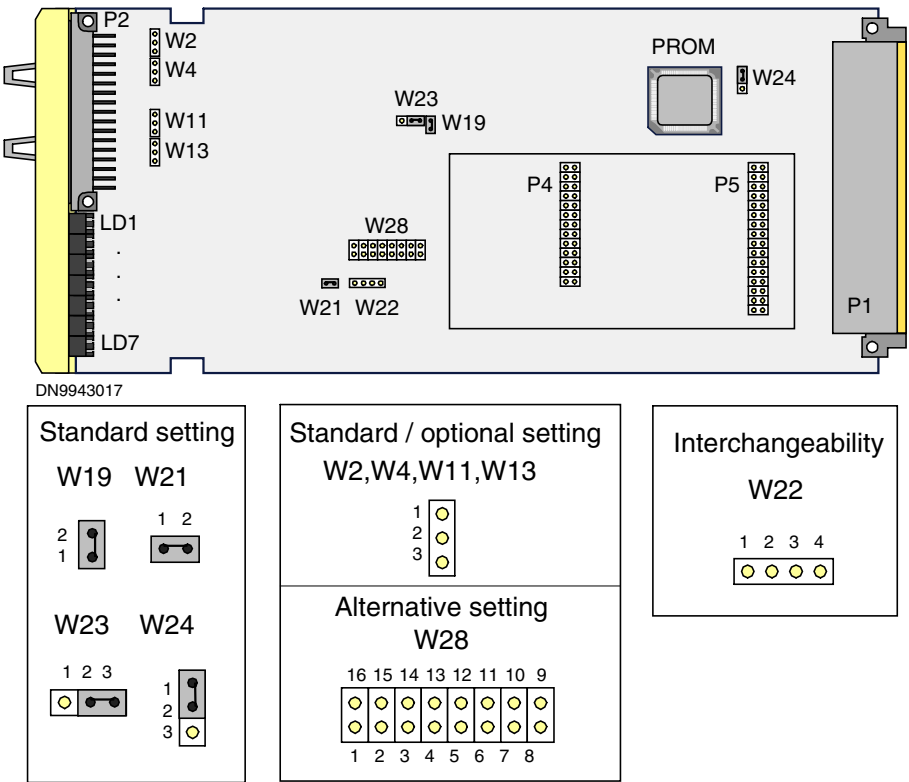 P2
W2
W4
W11
W13
W23
W19
PROM
W24
P4
P5
LD1
.
.
.
LD7
W28
W21 W22
P1
DN9943017
Standard setting
W19 W21
2
1
1 2
W23 W24
1 2 3
1
2
3
Standard / optional setting
W2,W4,W11,W13
1
2
3
Alternative setting
W28
16 15 14 13 12 11 10 9
1 2 3 4 5 6 7 8
Interchangeability
W22
1 2 3 4